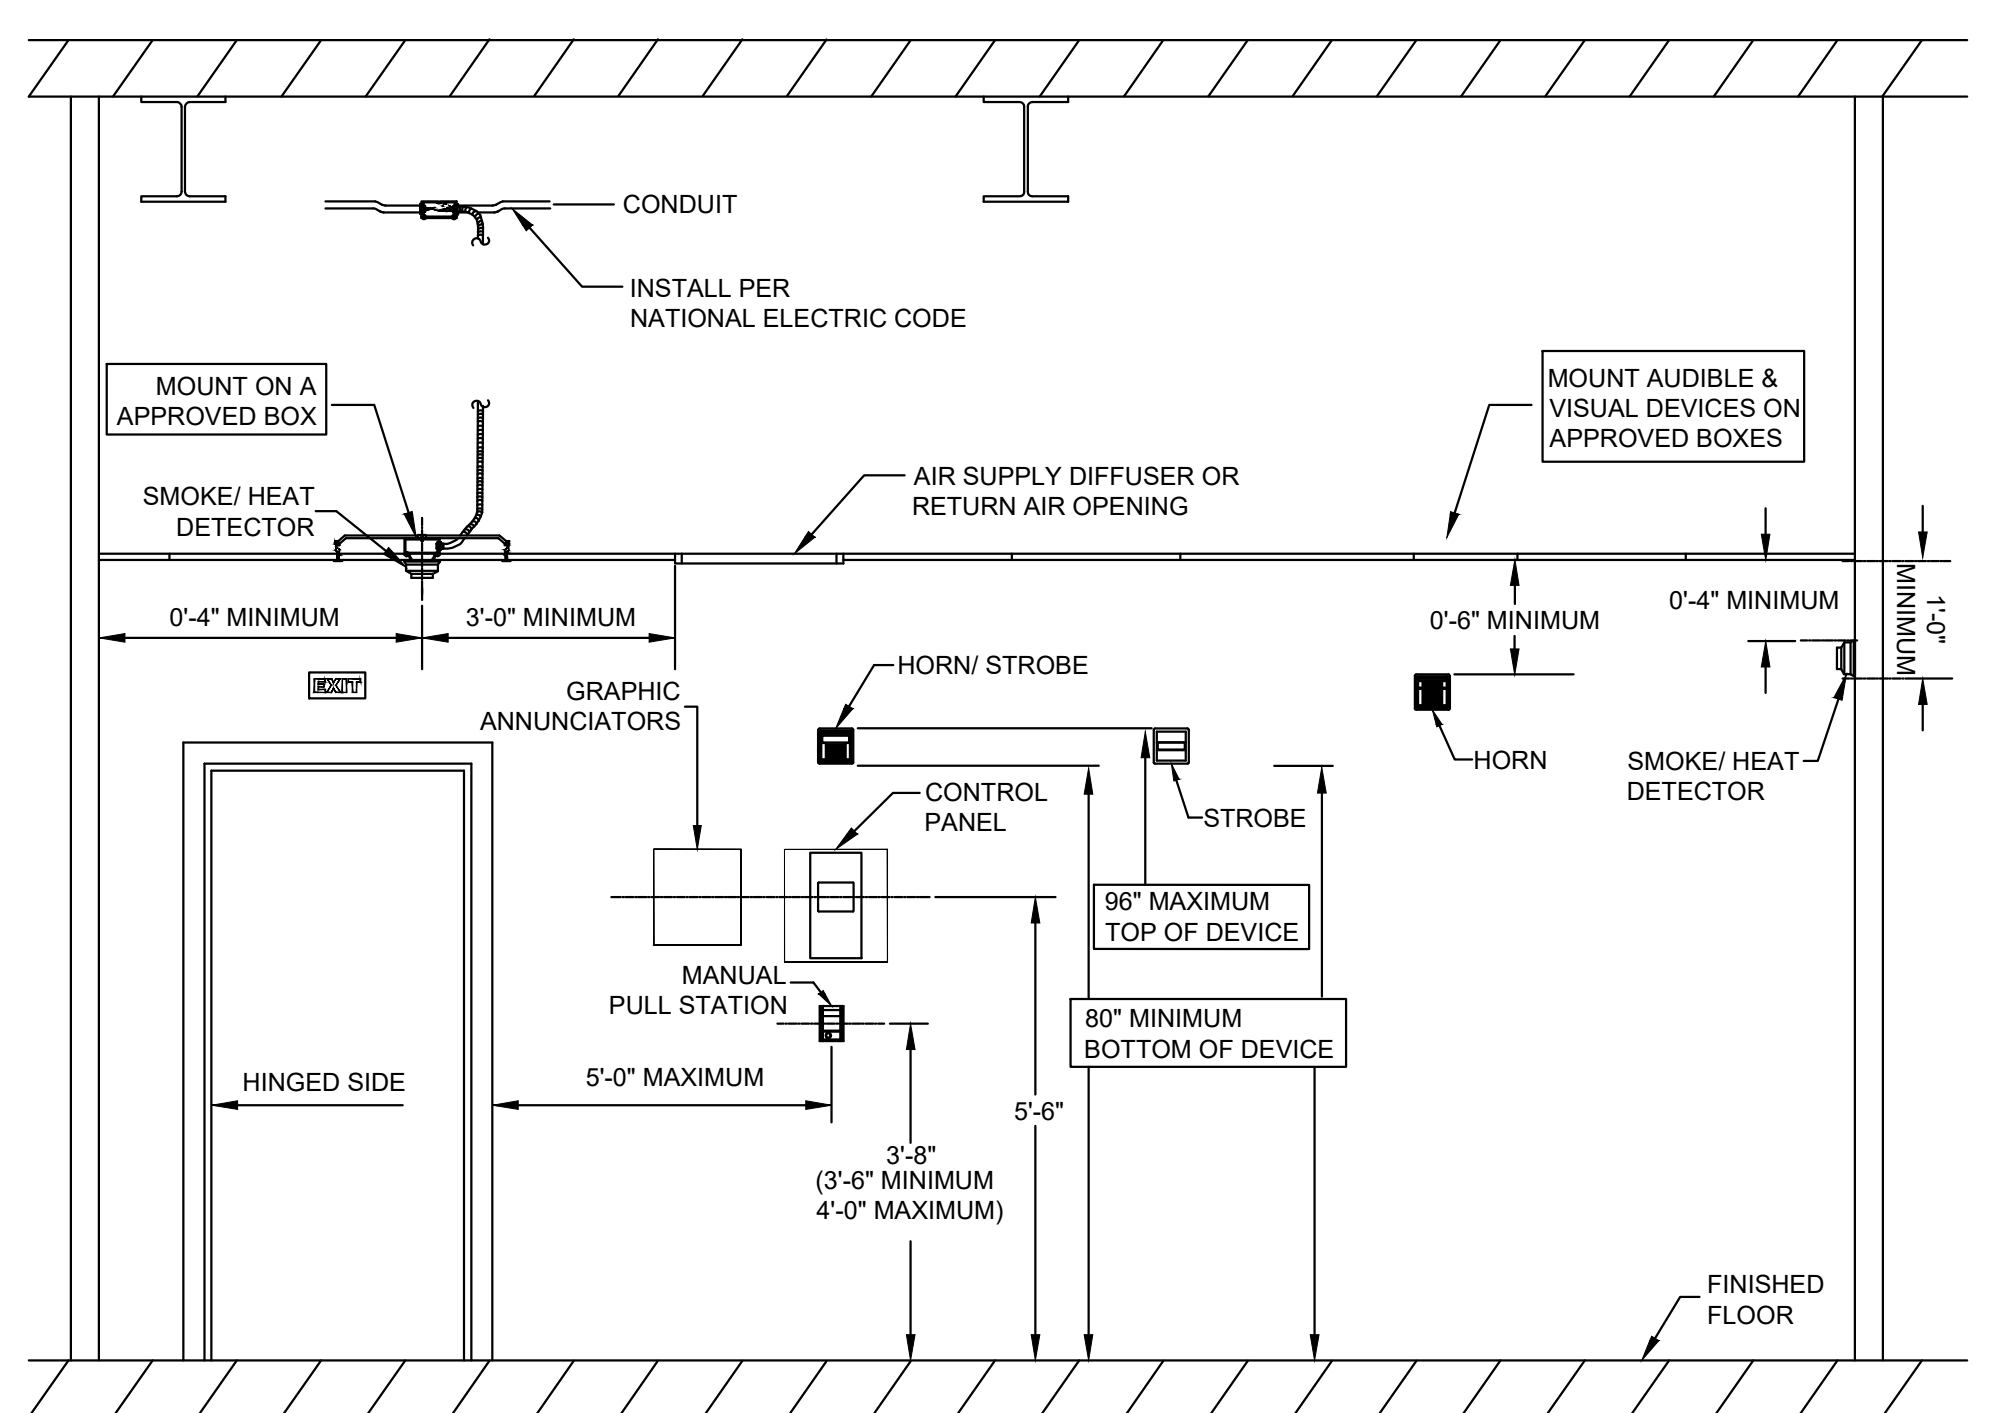 CONDUIT
INSTALL PER
NATIONAL ELECTRIC CODE
MOUNT ON A
APPROVED BOX
MOUNT AUDIBLE &
VISUAL DEVICES ON
APPROVED BOXES
SMOKE/ HEAT
DETECTOR
AIR SUPPLY DIFFUSER OR
RETURN AIR OPENING
0'-4" MINIMUM
3'-0" MINIMUM
0'-6" MINIMUM
0'-4" MINIMUM
1'-0"
MINIMUM
EXIT
GRAPHIC
ANNUNCIATORS
HORN/ STROBE
HORN
SMOKE/ HEAT
DETECTOR
CONTROL
PANEL
STROBE
96" MAXIMUM
TOP OF DEVICE
MANUAL
PULL STATION
80" MINIMUM
BOTTOM OF DEVICE
HINGED SIDE
5'-0" MAXIMUM
5'-6"
3'-8"
(3'-6" MINIMUM
4'-0" MAXIMUM)
FINISHED
FLOOR